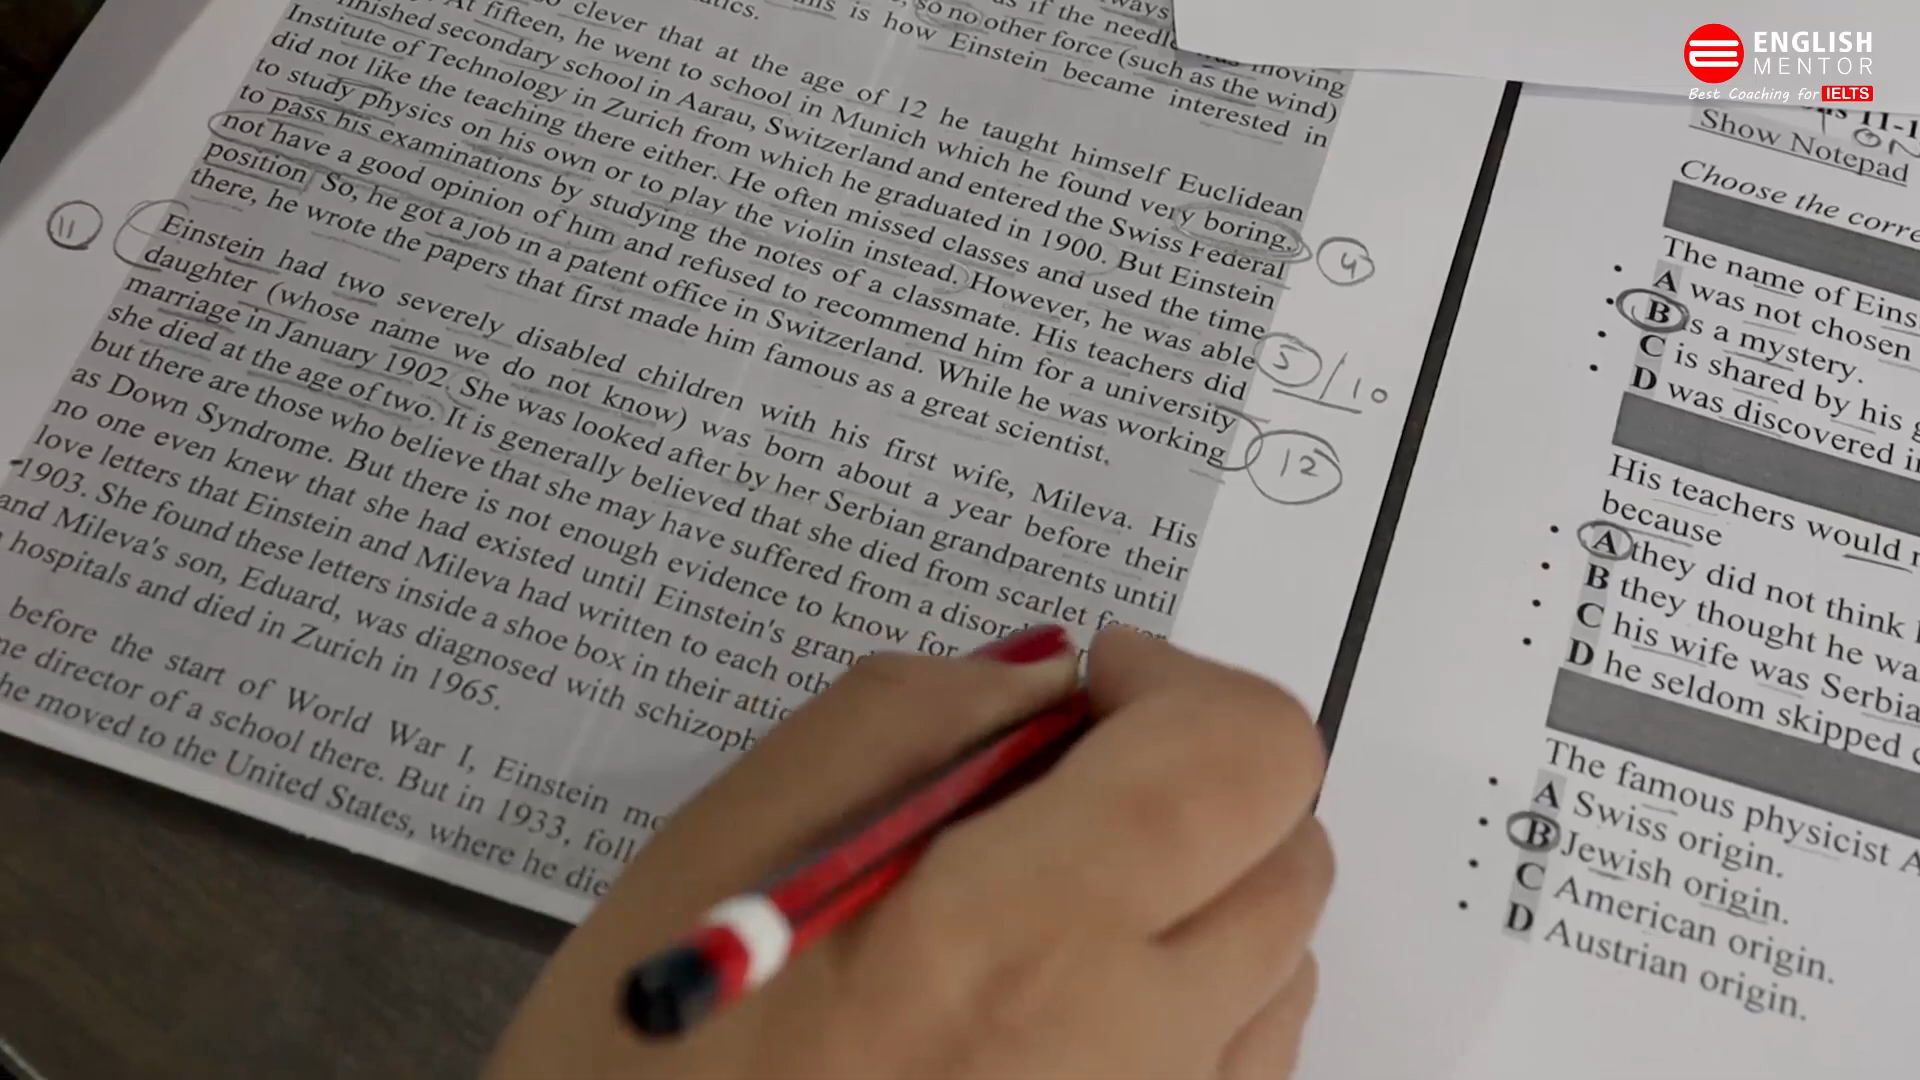 always
as if the needle was moving
so no other force (such as the wind)
is how Einstein became interested in
clever that at the age of 12 he taught himself Euclidean
At fifteen, he went to school in Munich which he found very boring.
finished secondary school in Aarau, Switzerland and entered the Swiss Federal
Institute of Technology in Zurich from which he graduated in 1900. But Einstein
did not like the teaching there either. He often missed classes and used the time
to study physics on his own or to play the violin instead. However, he was able
to pass his examinations by studying the notes of a classmate. His teachers did
not have a good opinion of him and refused to recommend him for a university
position. So, he got a job in a patent office in Switzerland. While he was working
there, he wrote the papers that first made him famous as a great scientist.
4
5/10
12
11
Einstein had two severely disabled children with his first wife, Mileva. His
daughter (whose name we do not know) was born about a year before their
marriage in January 1902. She was looked after by her Serbian grandparents until
she died at the age of two. It is generally believed that she died from scarlet fever
but there are those who believe that she may have suffered from a disord
as Down Syndrome. But there is not enough evidence to know for
no one even knew that she had existed until Einstein's grand
love letters that Einstein and Mileva had written to each oth
1903. She found these letters inside a shoe box in their attic
and Mileva's son, Eduard, was diagnosed with schizoph
hospitals and died in Zurich in 1965.
before the start of World War I, Einstein mo
director of a school there. But in 1933, foll
he moved to the United States, where he die
Show Notepad
Choose the corre
The name of Eins
A was not chosen
B is a mystery.
C is shared by his g
D was discovered in
His teachers would
because
A they did not think
B they thought he wa
C his wife was Serbia
D he seldom skipped c
The famous physicist A
A Swiss origin.
B Jewish origin.
C American origin.
D Austrian origin.
ENGLISH
MENTOR
Best Coaching for IELTS